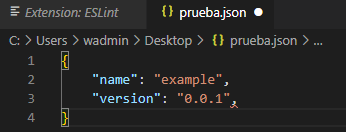 Extension: ESLint
{} prueba.json ●
C: > Users > wadmin > Desktop > {} prueba.json > ...
1 {
2     "name": "example",
3     "version": "0.0.1",
4 }